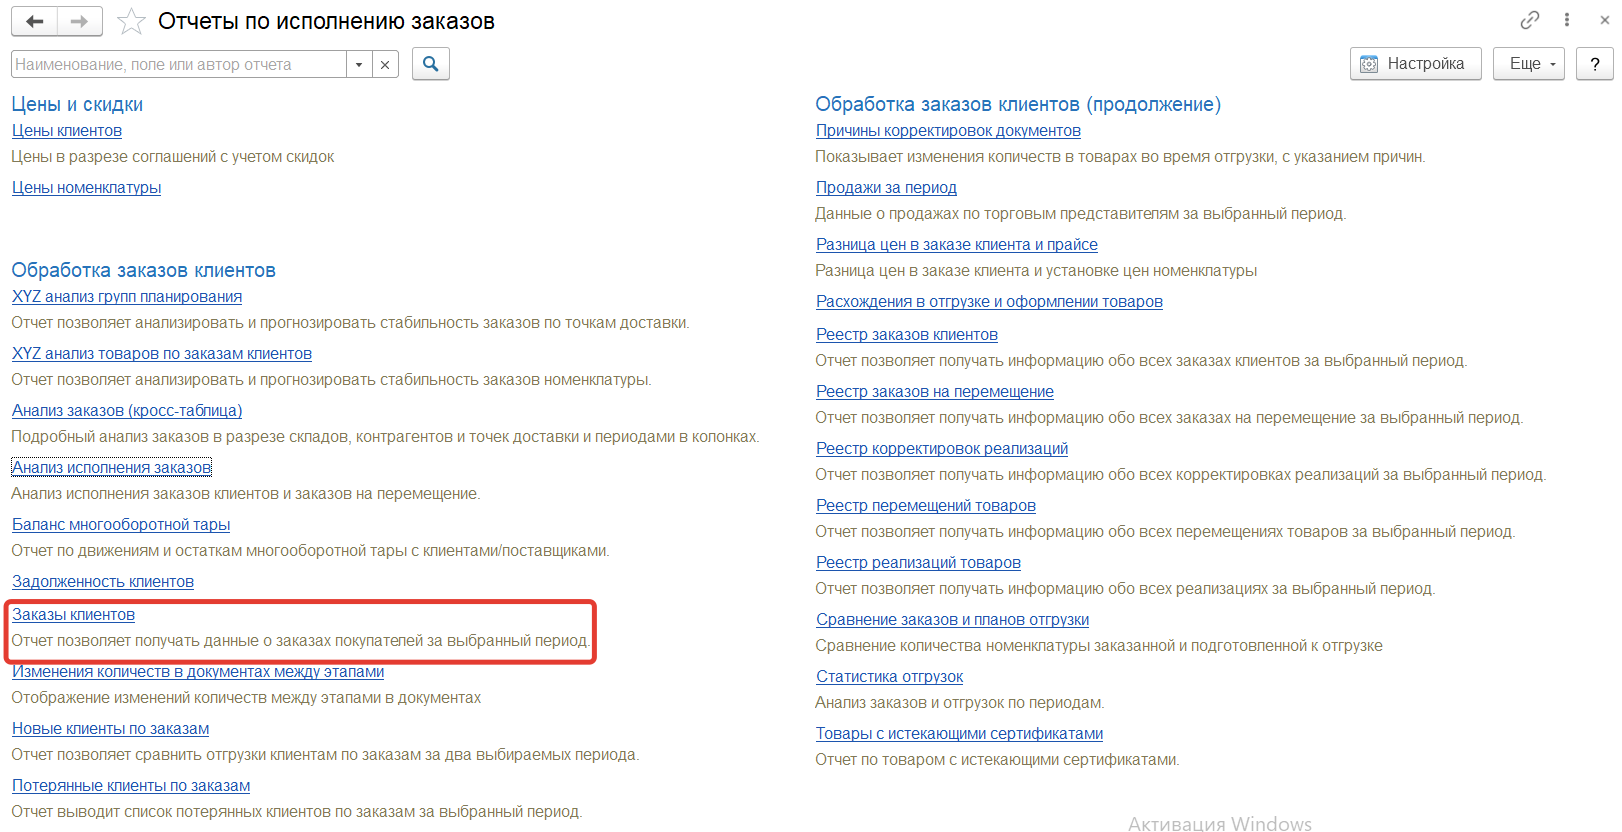 Отчеты по исполнению заказов
Наименование, поле или автор отчета
Настройка
Еще
?
Цены и скидки
Цены клиентов
Цены в разрезе соглашений с учетом скидок
Цены номенклатуры
Обработка заказов клиентов
XYZ анализ групп планирования
Отчет позволяет анализировать и прогнозировать стабильность заказов по точкам доставки.
XYZ анализ товаров по заказам клиентов
Отчет позволяет анализировать и прогнозировать стабильность заказов номенклатуры.
Анализ заказов (кросс-таблица)
Подробный анализ заказов в разрезе складов, контрагентов и точек доставки и периодами в колонках.
Анализ исполнения заказов
Анализ исполнения заказов клиентов и заказов на перемещение.
Баланс многооборотной тары
Отчет по движениям и остаткам многооборотной тары с клиентами/поставщиками.
Задолженность клиентов
Заказы клиентов
Отчет позволяет получать данные о заказах покупателей за выбранный период.
Изменения количеств в документах между этапами
Отображение изменений количеств между этапами в документах
Новые клиенты по заказам
Отчет позволяет сравнить отгрузки клиентам по заказам за два выбираемых периода.
Потерянные клиенты по заказам
Отчет выводит список потерянных клиентов по заказам за выбранный период.
Обработка заказов клиентов (продолжение)
Причины корректировок документов
Показывает изменения количеств в товарах во время отгрузки, с указанием причин.
Продажи за период
Данные о продажах по торговым представителям за выбранный период.
Разница цен в заказе клиента и прайсе
Разница цен в заказе клиента и установке цен номенклатуры
Расхождения в отгрузке и оформлении товаров
Реестр заказов клиентов
Отчет позволяет получать информацию обо всех заказах клиентов за выбранный период.
Реестр заказов на перемещение
Отчет позволяет получать информацию обо всех заказах на перемещение за выбранный период.
Реестр корректировок реализаций
Отчет позволяет получать информацию обо всех корректировках реализаций за выбранный период.
Реестр перемещений товаров
Отчет позволяет получать информацию обо всех перемещениях товаров за выбранный период.
Реестр реализаций товаров
Отчет позволяет получать информацию обо всех реализациях за выбранный период.
Сравнение заказов и планов отгрузки
Сравнение количества номенклатуры заказанной и подготовленной к отгрузке
Статистика отгрузок
Анализ заказов и отгрузок по периодам.
Товары с истекающими сертификатами
Отчет по товаром с истекающими сертификатами.
Активация Windows